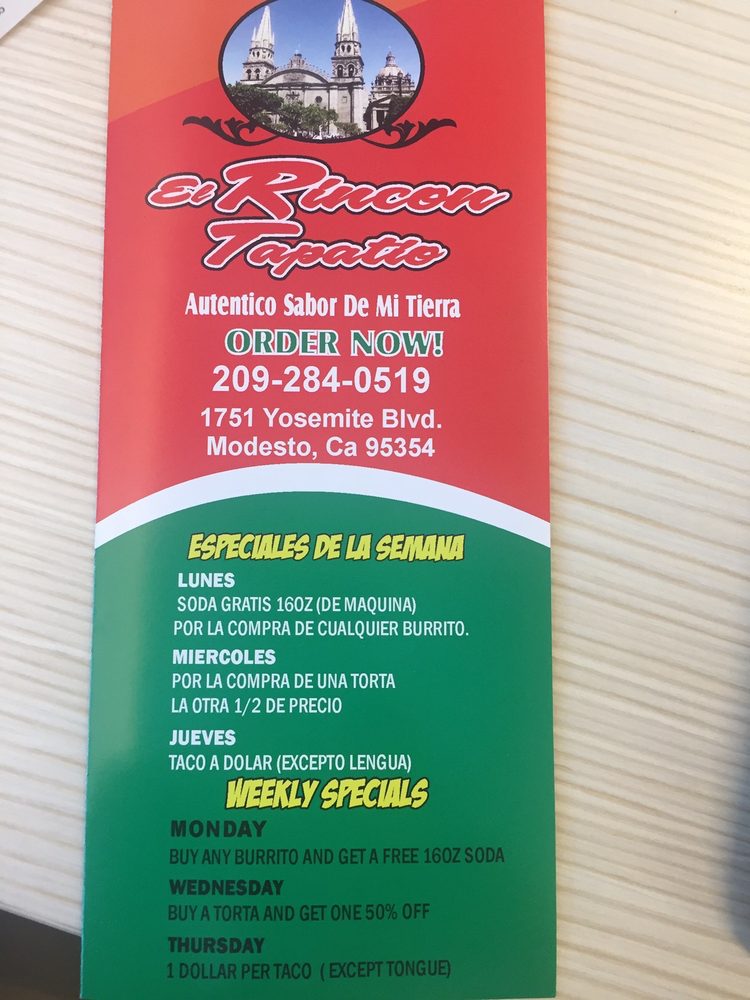 El Rincon
Tapatio
Autentico Sabor De Mi Tierra
ORDER NOW!
209-284-0519
1751 Yosemite Blvd.
Modesto, Ca 95354
ESPECIALES DE LA SEMANA
LUNES
SODA GRATIS 16OZ (DE MAQUINA)
POR LA COMPRA DE CUALQUIER BURRITO.
MIERCOLES
POR LA COMPRA DE UNA TORTA
LA OTRA 1/2 DE PRECIO
JUEVES
TACO A DOLAR (EXCEPTO LENGUA)
WEEKLY SPECIALS
MONDAY
BUY ANY BURRITO AND GET A FREE 16OZ SODA
WEDNESDAY
BUY A TORTA AND GET ONE 50% OFF
THURSDAY
1 DOLLAR PER TACO ( EXCEPT TONGUE)